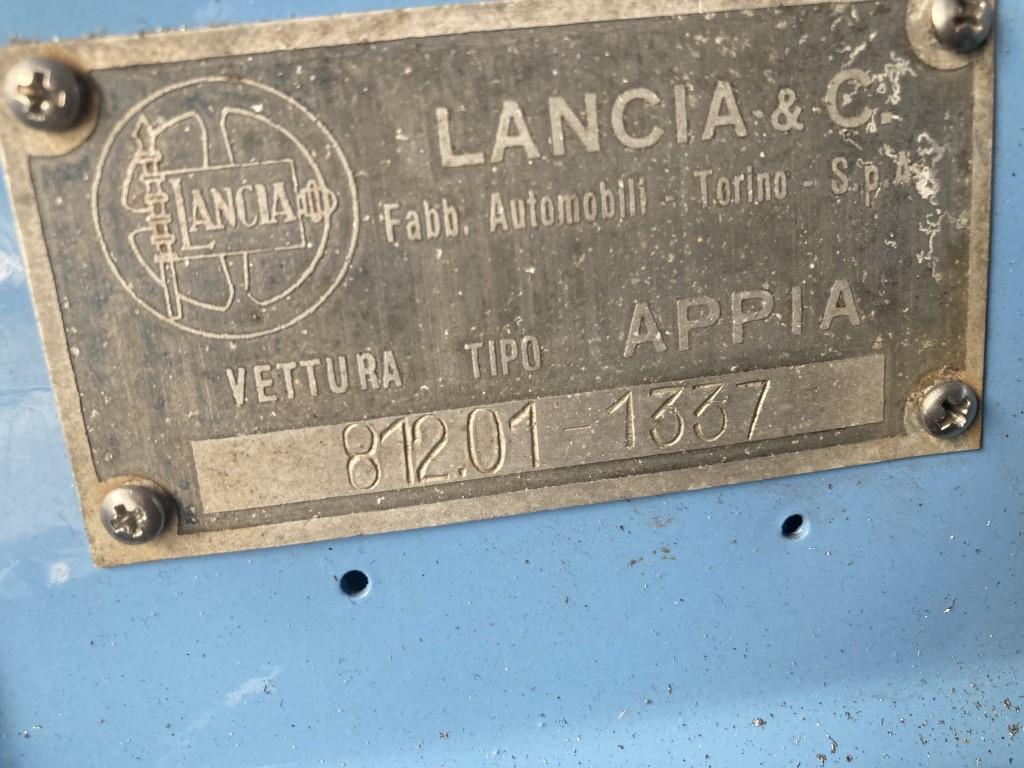 LANCIA
LANCIA & C.
Fabb. Automobili - Torino - S.p.A.
VETTURA TIPO APPIA
812.01-1337